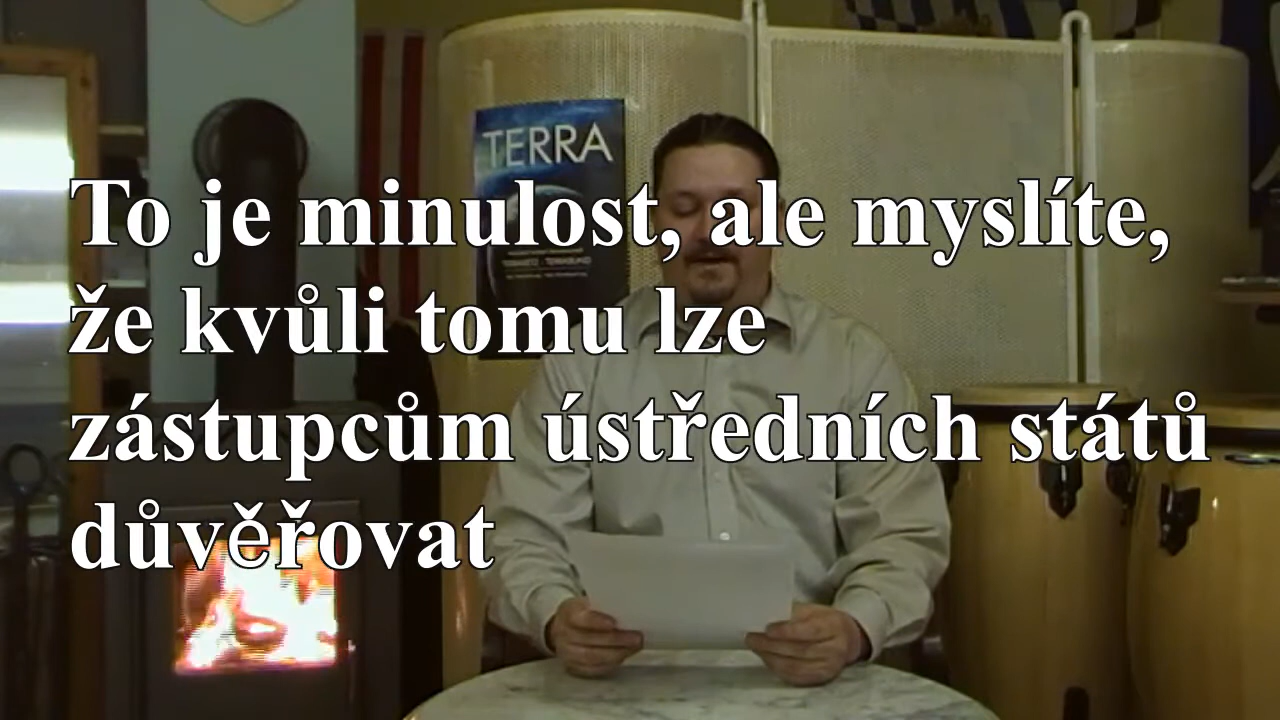 TERRA
To je minulost, ale myslíte,
že kvůli tomu lze
zástupcům ústředních států
důvěřovat